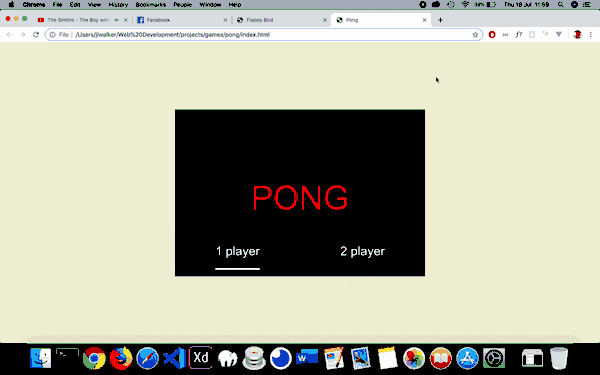 Chrome File Edit View History Bookmarks People Window Help Thu 18 Jul 11:59
The Smiths - The Boy with Facebook Flappy Bird Pong
File /Users/jlwalker/Web%20Development/projects/games/pong/index.html
PONG
1 player 2 player
Xd